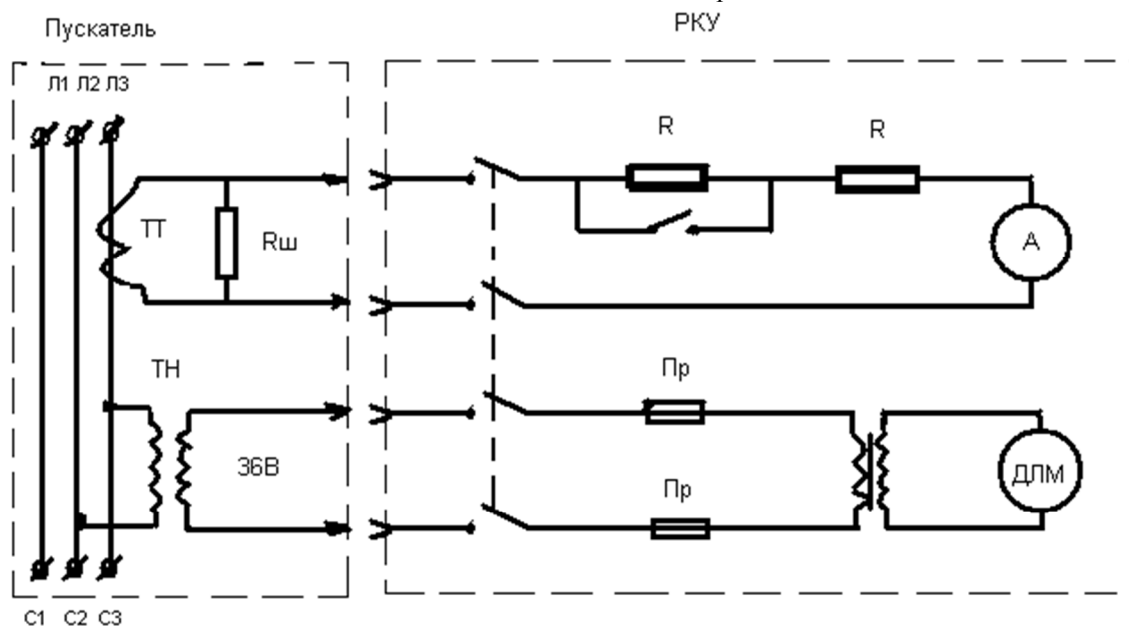 Пускатель
РКУ
Л1 Л2 Л3
R
R
ТТ
Rш
А
ТН
Пр
36В
ДЛМ
Пр
С1 С2 С3